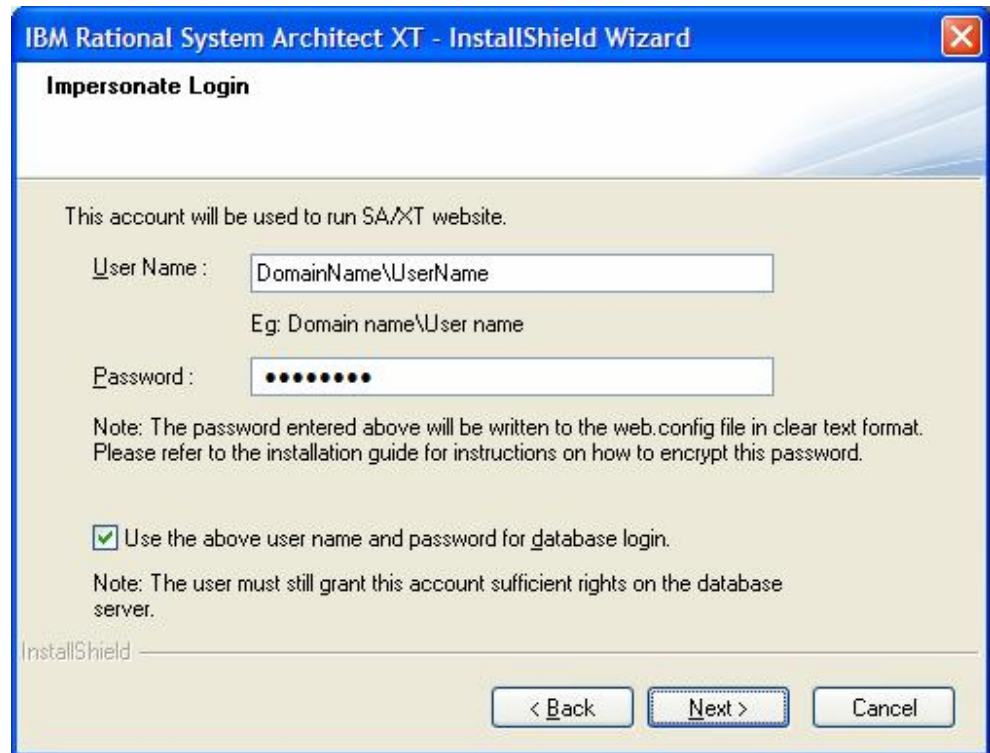 IBM Rational System Architect XT - InstallShield Wizard
Impersonate Login
This account will be used to run SA/XT website.
User Name :
DomainName\UserName
Eg: Domain name\User name
Password :
●●●●●●●●
Note: The password entered above will be written to the web.config file in clear text format.
Please refer to the installation guide for instructions on how to encrypt this password.
Use the above user name and password for database login.
Note: The user must still grant this account sufficient rights on the database
server.
InstallShield
< Back
Next >
Cancel